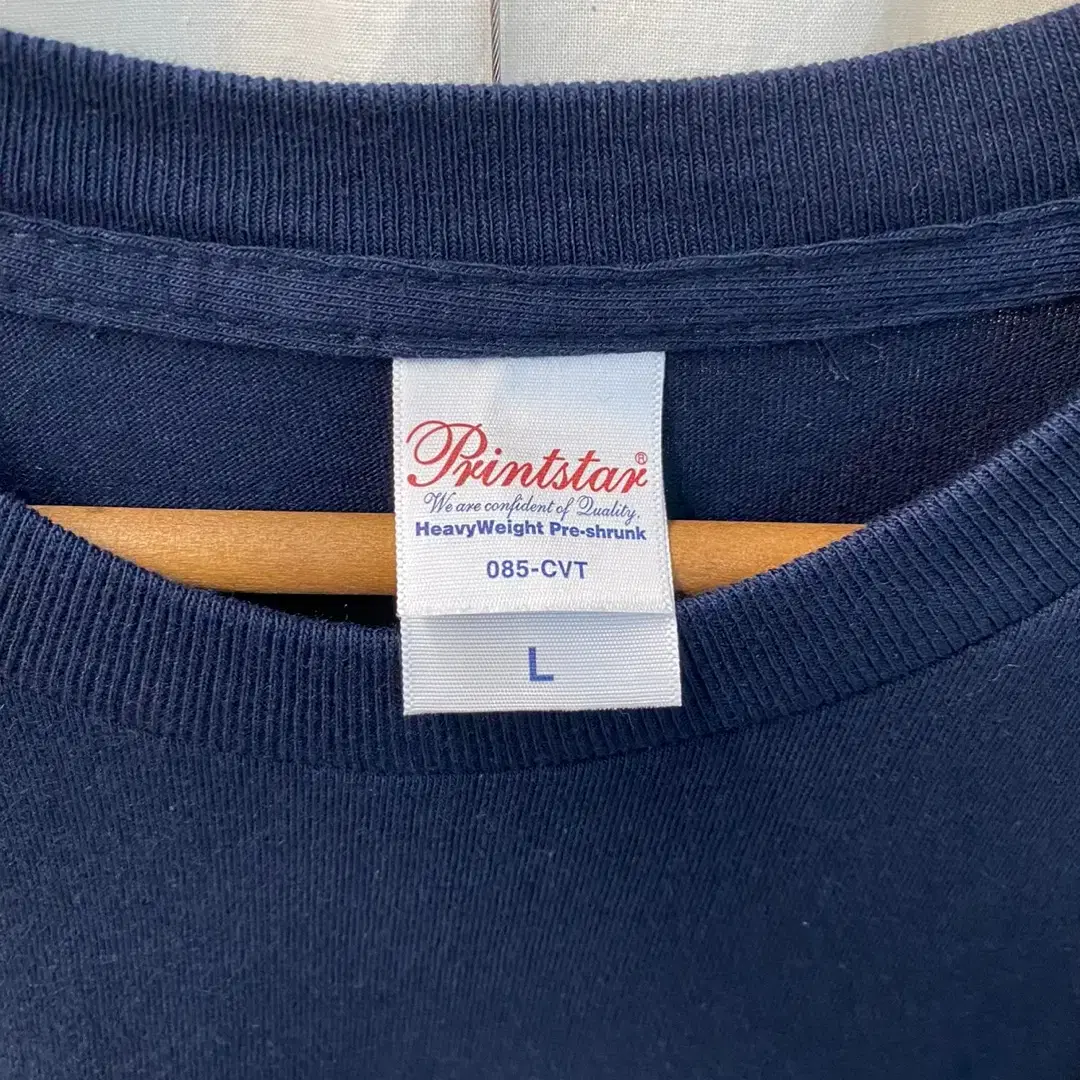 Printstar®
We are confident of Quality.
HeavyWeight Pre-shrunk
085-CVT
L